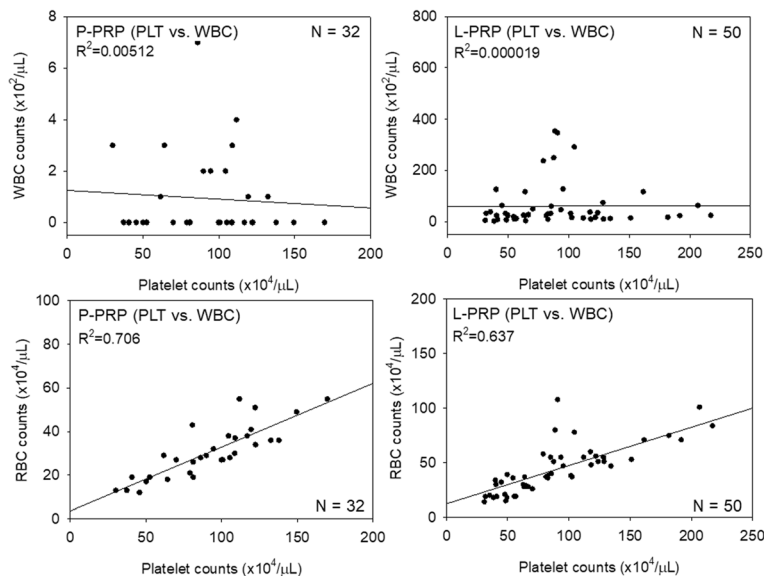 P-PRP (PLT vs. WBC) N = 32
R²=0.00512
WBC counts (x10²/μL)
8
6
4
2
0
0 50 100 150 200
Platelet counts (x10⁴/μL)
L-PRP (PLT vs. WBC) N = 50
R²=0.000019
WBC counts (x10²/μL)
800
600
400
200
0
0 50 100 150 200 250
Platelet counts (x10⁴/μL)
P-PRP (PLT vs. WBC)
R²=0.706
RBC counts (x10⁴/μL)
100
80
60
40
20
0
N = 32
50 100 150 200
Platelet counts (x10⁴/μL)
L-PRP (PLT vs. WBC)
R²=0.637
RBC counts (x10⁴/μL)
200
150
100
50
0
N = 50
0 50 100 150 200 250
Platelet counts (x10⁴/μL)